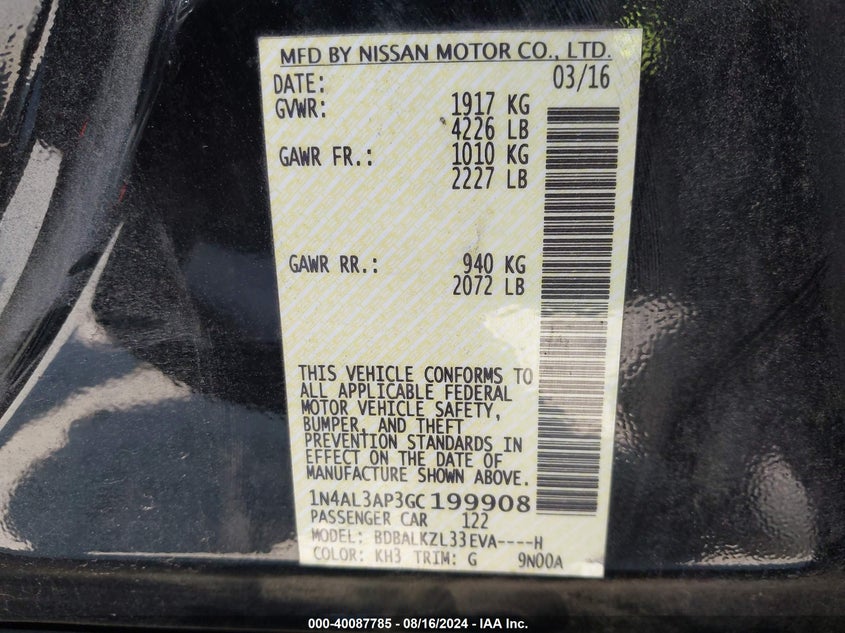 MFD BY NISSAN MOTOR CO., LTD.
DATE: 03/16
GVWR: 1917 KG
4226 LB
GAWR FR.: 1010 KG
2227 LB
GAWR RR.: 940 KG
2072 LB
THIS VEHICLE CONFORMS TO
ALL APPLICABLE FEDERAL
MOTOR VEHICLE SAFETY,
BUMPER, AND THEFT
PREVENTION STANDARDS IN
EFFECT ON THE DATE OF
MANUFACTURE SHOWN ABOVE.
1N4AL3AP3GC199908
PASSENGER CAR 122
MODEL: BDBALKZL33EVA----H
COLOR: KH3 TRIM: G 9N00A
000-40087785 - 08/16/2024 - IAA Inc.